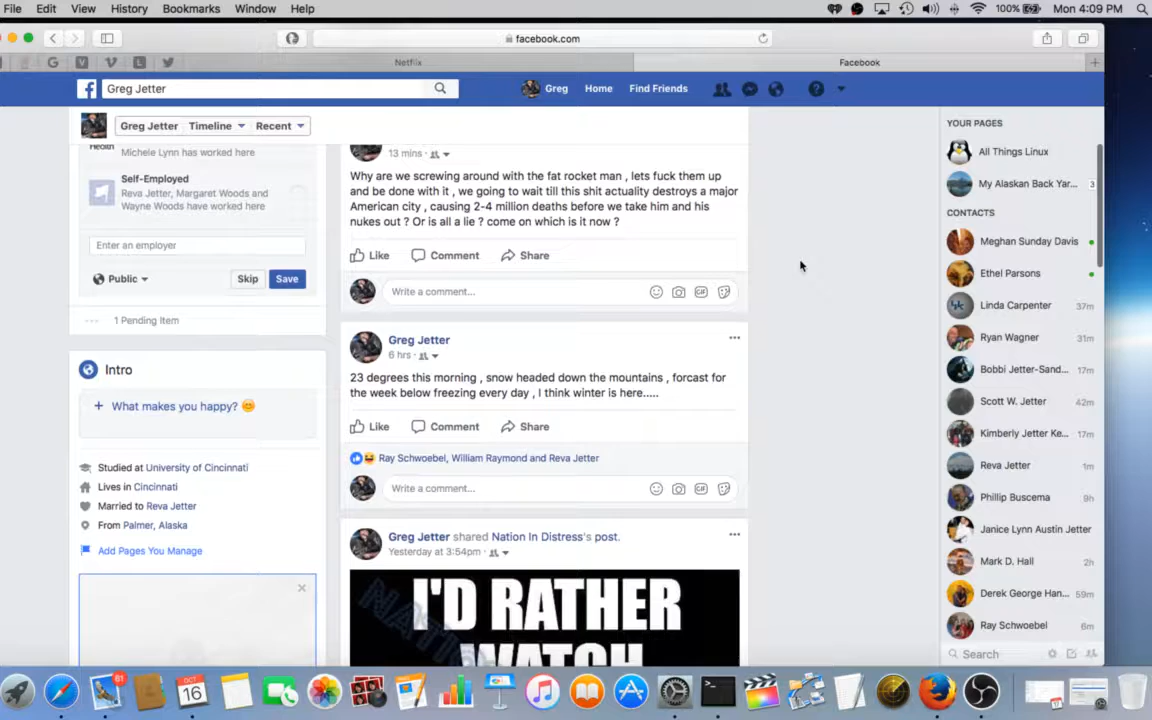 File Edit View History Bookmarks Window Help 100% Mon 4:09 PM
facebook.com
Netflix Facebook
Greg Jetter Greg Home Find Friends
Greg Jetter Timeline Recent
Health
Michele Lynn has worked here
Self-Employed
Reva Jetter, Margaret Woods and
Wayne Woods have worked here
Enter an employer
Public Skip Save
1 Pending Item
Intro
What makes you happy?
Studied at University of Cincinnati
Lives in Cincinnati
Married to Reva Jetter
From Palmer, Alaska
Add Pages You Manage
13 mins
Why are we screwing around with the fat rocket man , lets fuck them up
and be done with it , we going to wait till this shit actuality destroys a major
American city , causing 2-4 million deaths before we take him and his
nukes out ? Or is all a lie ? come on which is it now ?
Like Comment Share
Write a comment... GIF
Greg Jetter
6 hrs
23 degrees this morning , snow headed down the mountains , forcast for
the week below freezing every day , I think winter is here.....
Like Comment Share
Ray Schwoebel, William Raymond and Reva Jetter
Write a comment... GIF
Greg Jetter shared Nation In Distress's post.
Yesterday at 3:54pm
I'D RATHER
WATCH
YOUR PAGES
All Things Linux
My Alaskan Back Yar... 3
CONTACTS
Meghan Sunday Davis
Ethel Parsons
Linda Carpenter 37m
Ryan Wagner 31m
Bobbi Jetter-Sand... 17m
Scott W. Jetter 42m
Kimberly Jetter Ke... 17m
Reva Jetter 1m
Phillip Buscema 9h
Janice Lynn Austin Jetter
Mark D. Hall 2h
Derek George Han... 59m
Ray Schwoebel 6m
Search
61 OCT 16